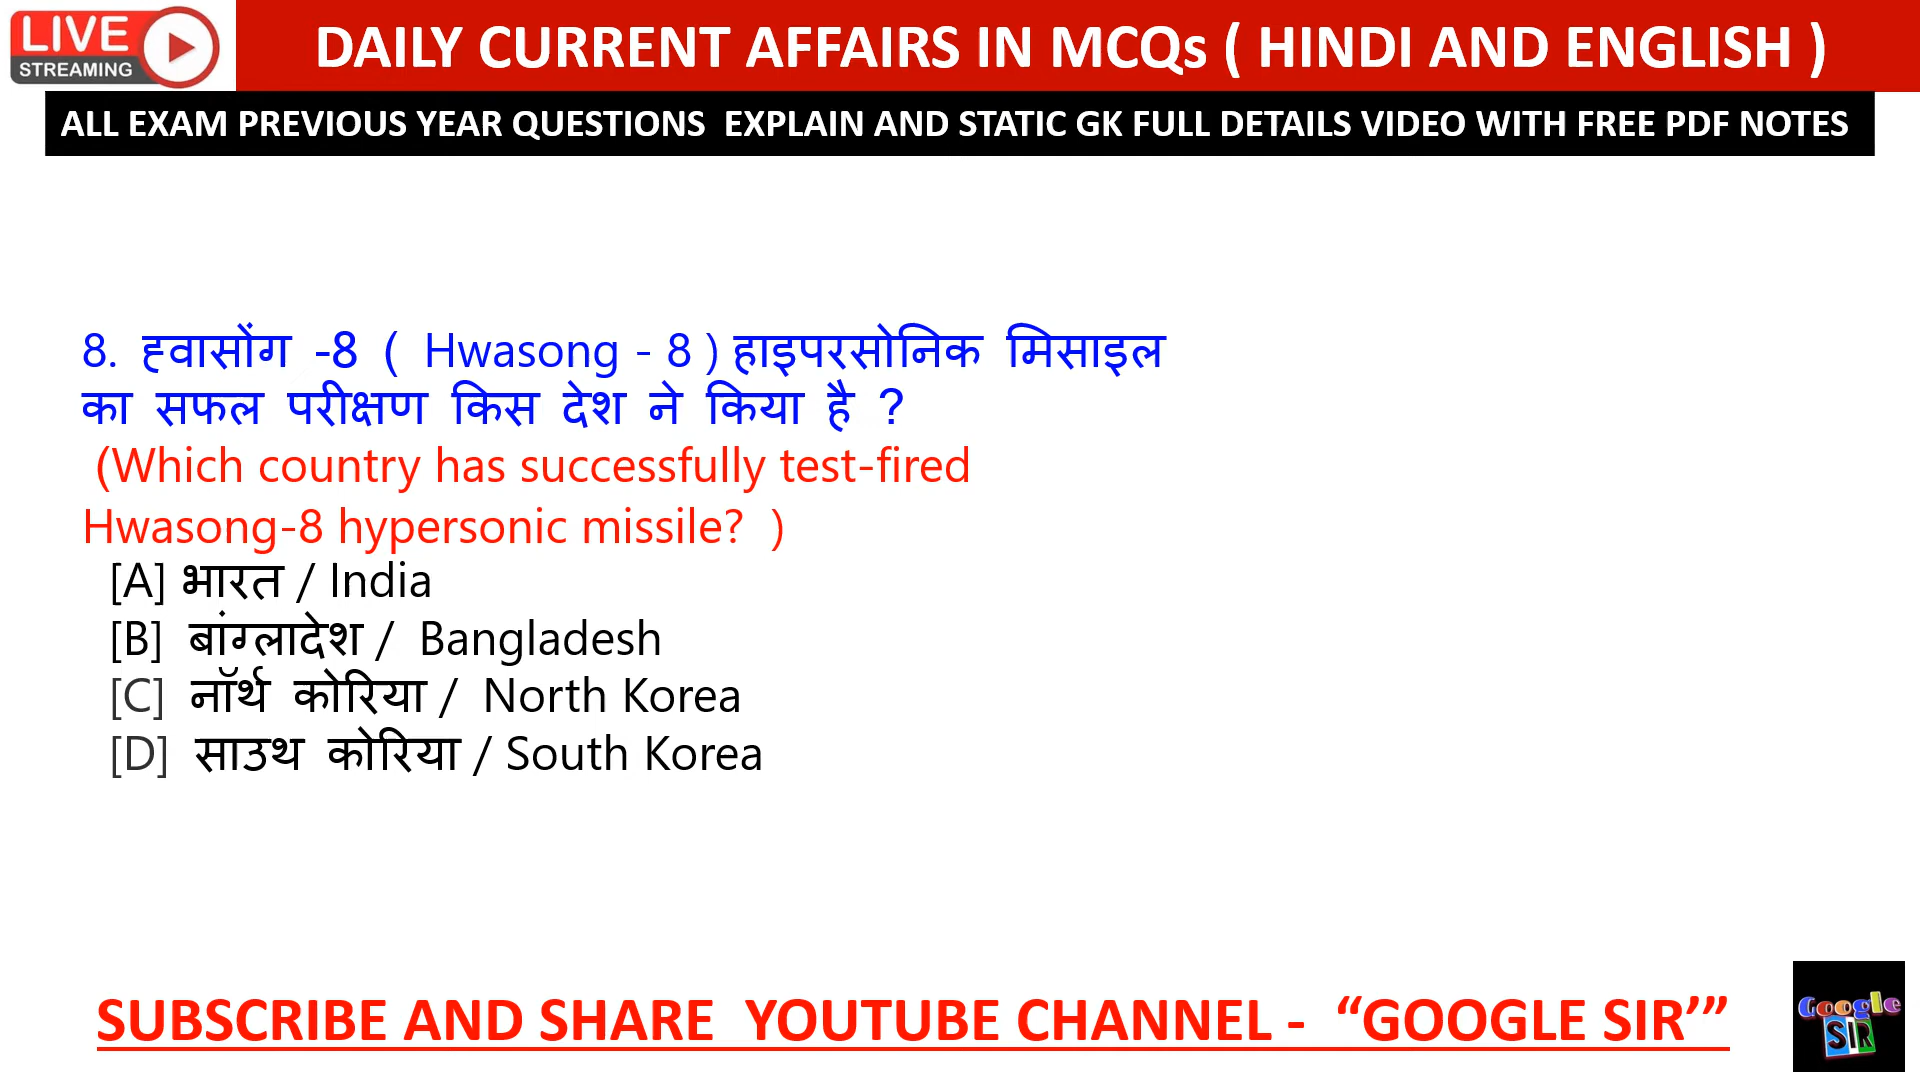 LIVE
STREAMING
DAILY CURRENT AFFAIRS IN MCQs ( HINDI AND ENGLISH )
ALL EXAM PREVIOUS YEAR QUESTIONS EXPLAIN AND STATIC GK FULL DETAILS VIDEO WITH FREE PDF NOTES
8. ह्वासोंग -8 ( Hwasong - 8 ) हाइपरसोनिक मिसाइल
का सफल परीक्षण किस देश ने किया है ?
(Which country has successfully test-fired
Hwasong-8 hypersonic missile? )
[A] भारत / India
[B] बांग्लादेश / Bangladesh
[C] नॉर्थ कोरिया / North Korea
[D] साउथ कोरिया / South Korea
SUBSCRIBE AND SHARE YOUTUBE CHANNEL - “GOOGLE SIR’”
Google
SIR